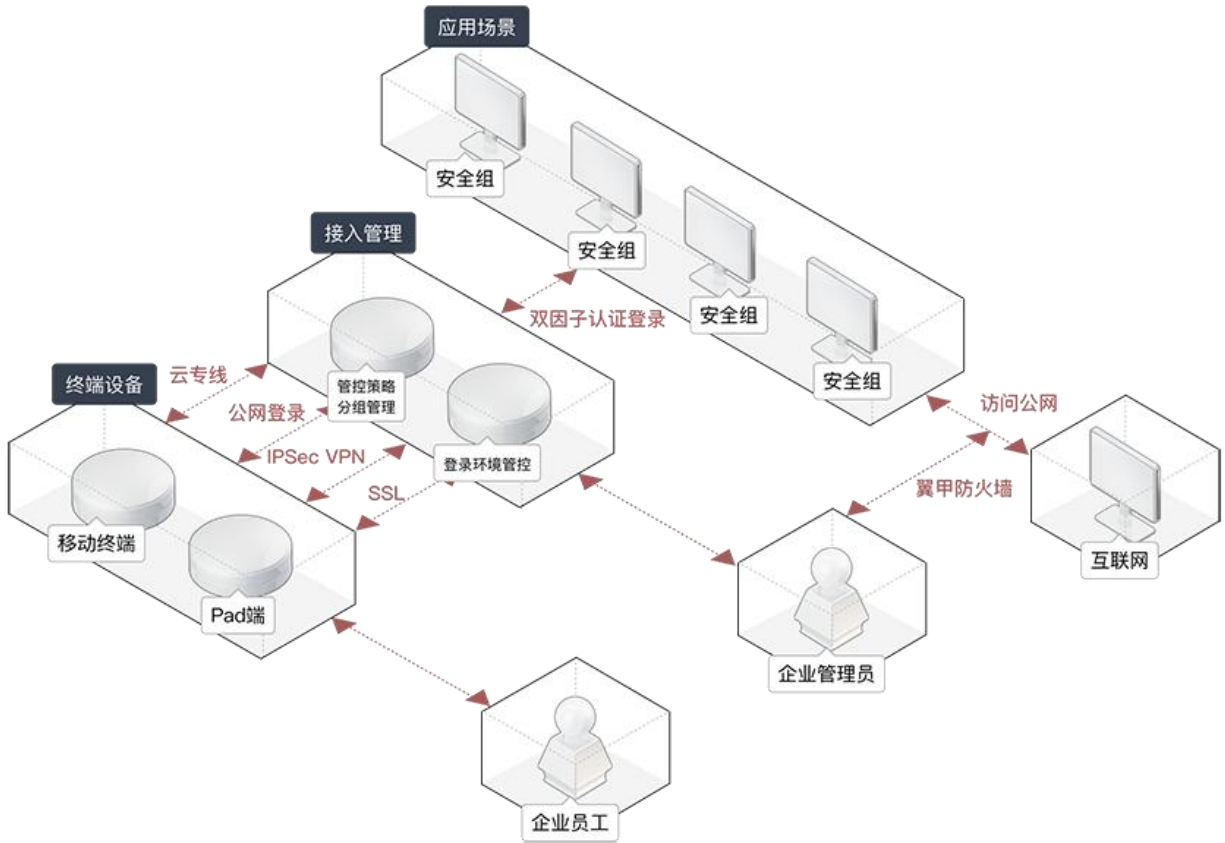 应用场景
安全组
安全组
安全组
安全组
接入管理
双因子认证登录
管控策略
分组管理
登录环境管控
终端设备
云专线
公网登录
IPSec VPN
SSL
移动终端
Pad端
访问公网
翼甲防火墙
互联网
企业管理员
企业员工